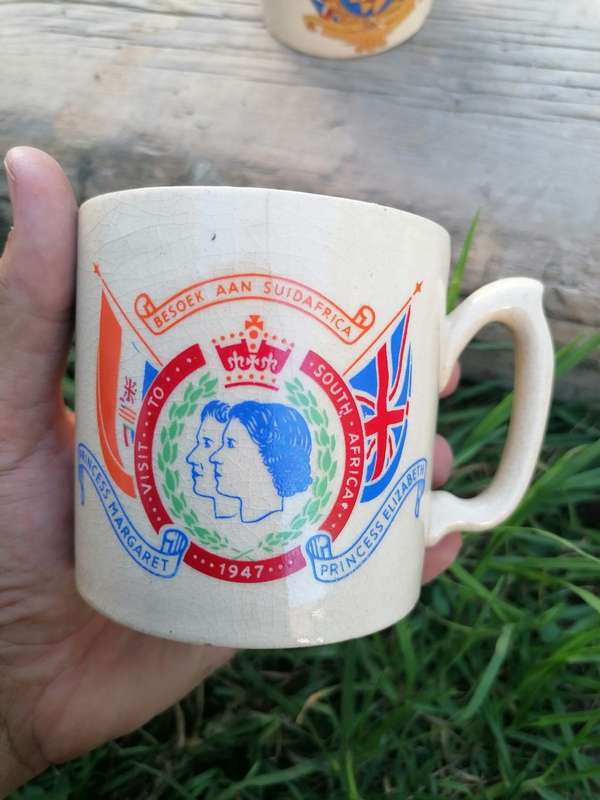 BESOEK AAN SUIDAFRICA
VISIT · TO · SOUTH · AFRICA
PRINCESS MARGARET
PRINCESS ELIZABETH
1947